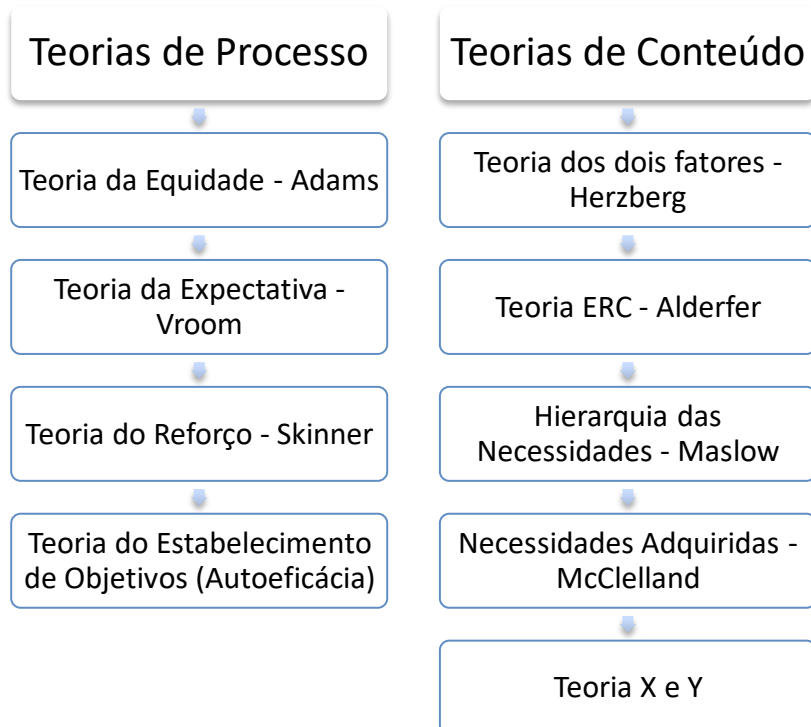 Teorias de Processo
Teoria da Equidade - Adams
Teoria da Expectativa -
Vroom
Teoria do Reforço - Skinner
Teoria do Estabelecimento
de Objetivos (Autoeficácia)
Teorias de Conteúdo
Teoria dos dois fatores -
Herzberg
Teoria ERC - Alderfer
Hierarquia das
Necessidades - Maslow
Necessidades Adquiridas -
McClelland
Teoria X e Y